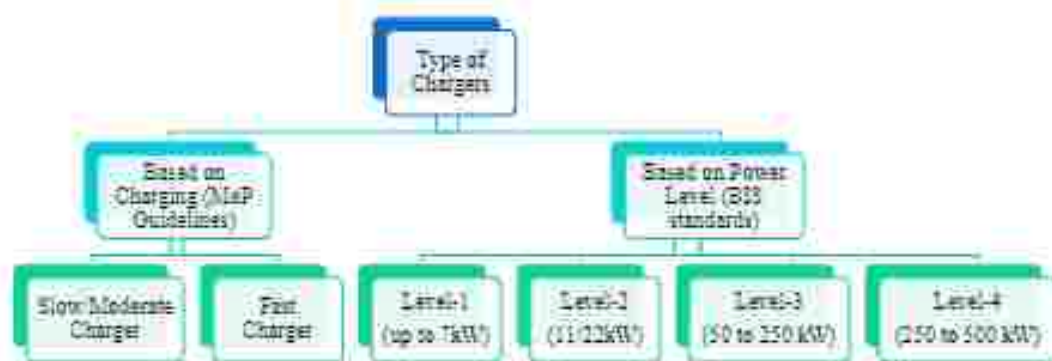 Type of
Chargers
Based on
Charging (MoP
Guidelines)
Based on Power
Level (BIS
standards)
Slow/Moderate
Charger
Fast
Charger
Level-1
(up to 7kW)
Level-2
(11/22kW)
Level-3
(50 to 250 kW)
Level-4
(250 to 500 kW)